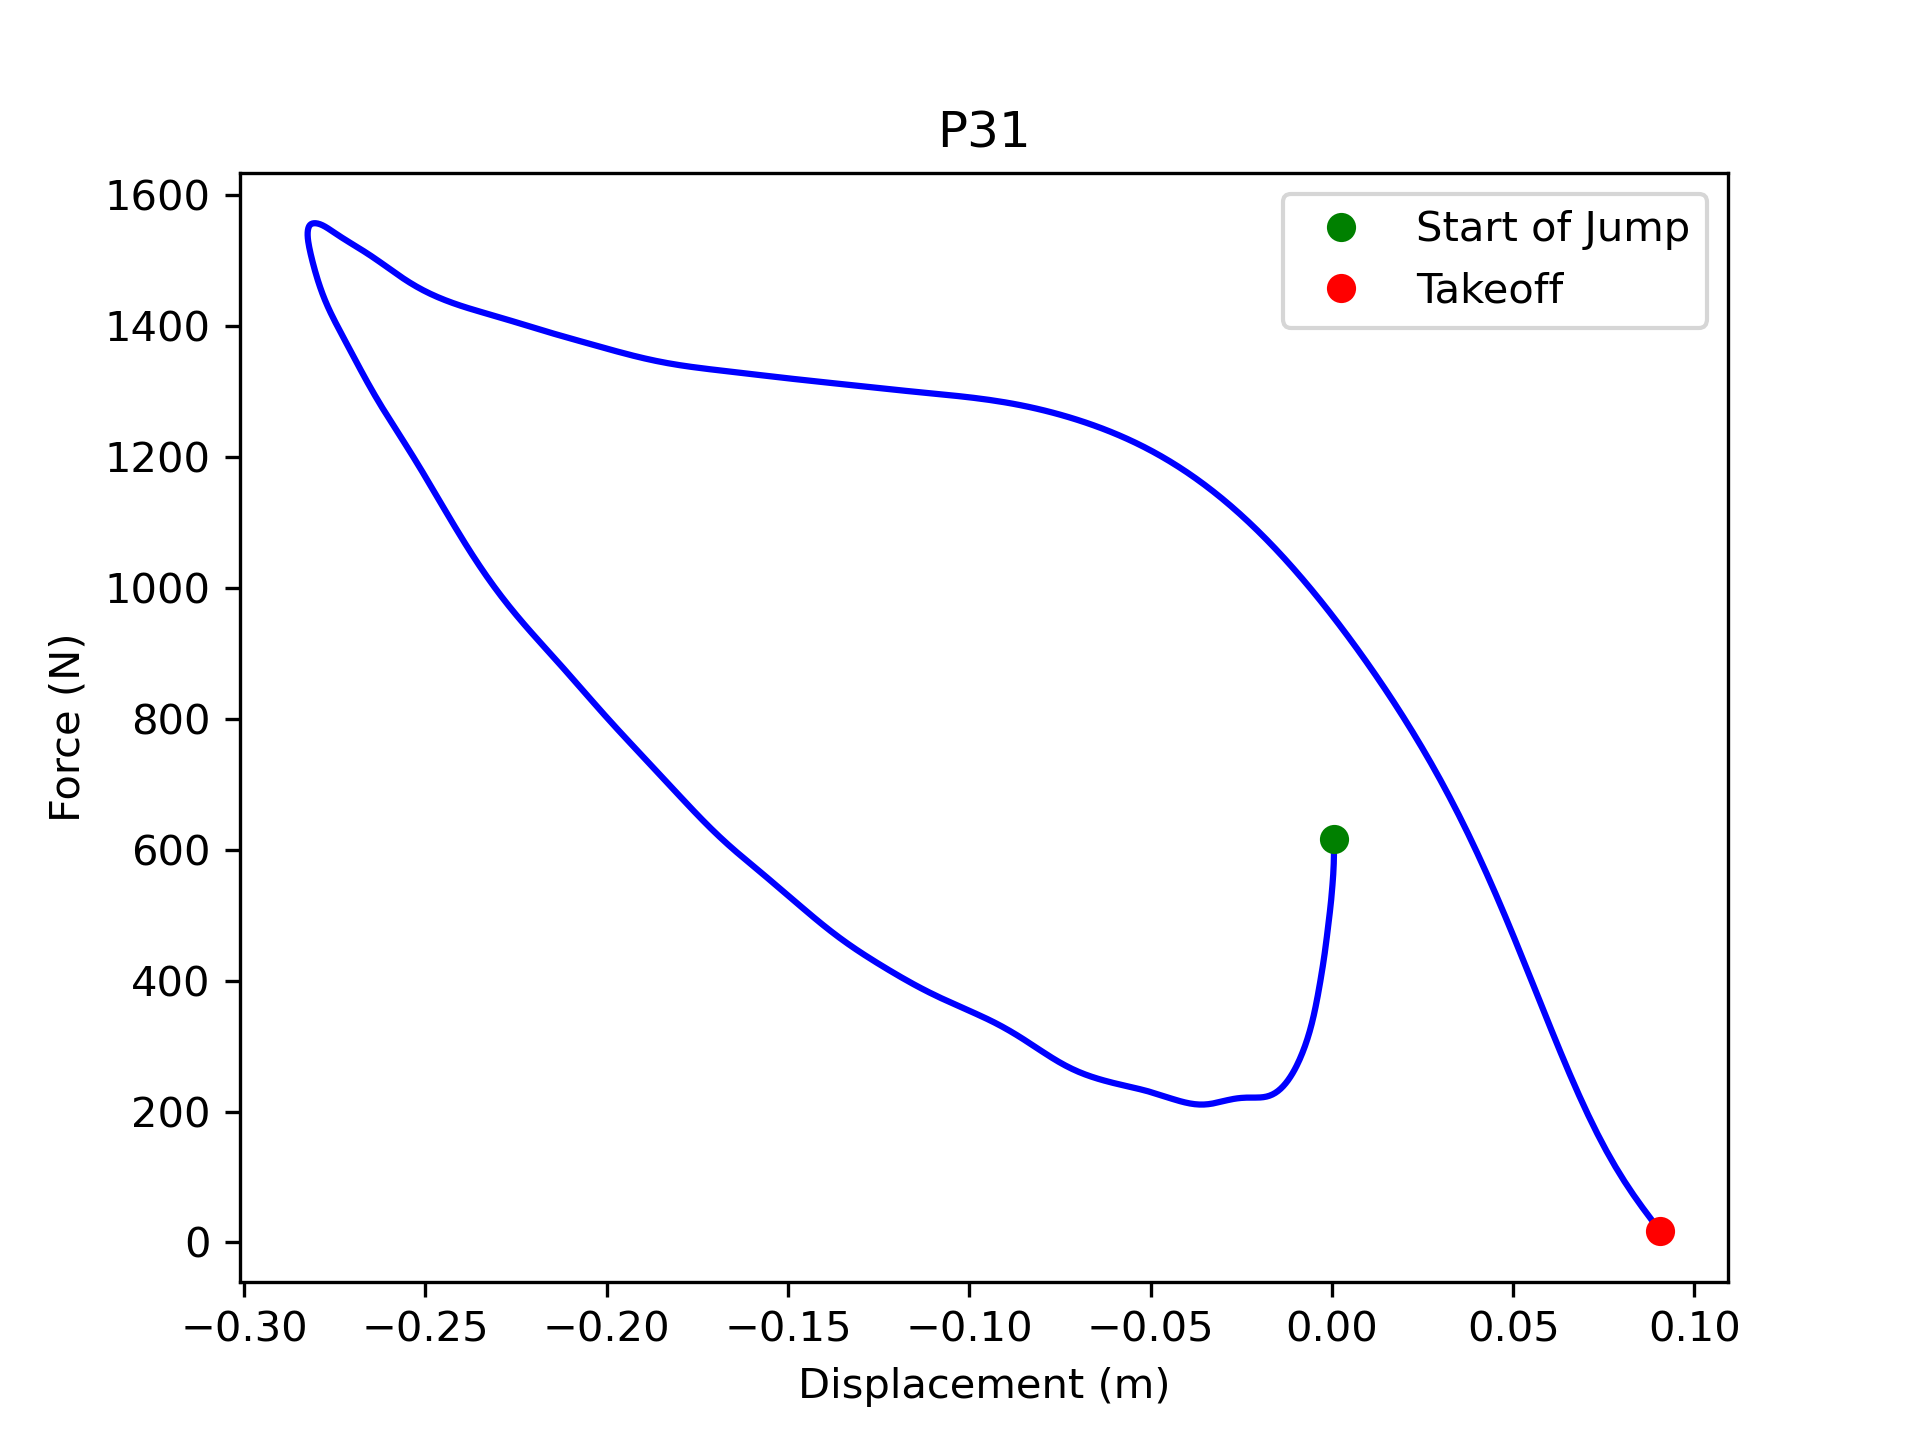 P31
Start of Jump
Takeoff
1600
1400
1200
1000
800
600
400
200
0
Force (N)
−0.30 −0.25 −0.20 −0.15 −0.10 −0.05 0.00 0.05 0.10
Displacement (m)